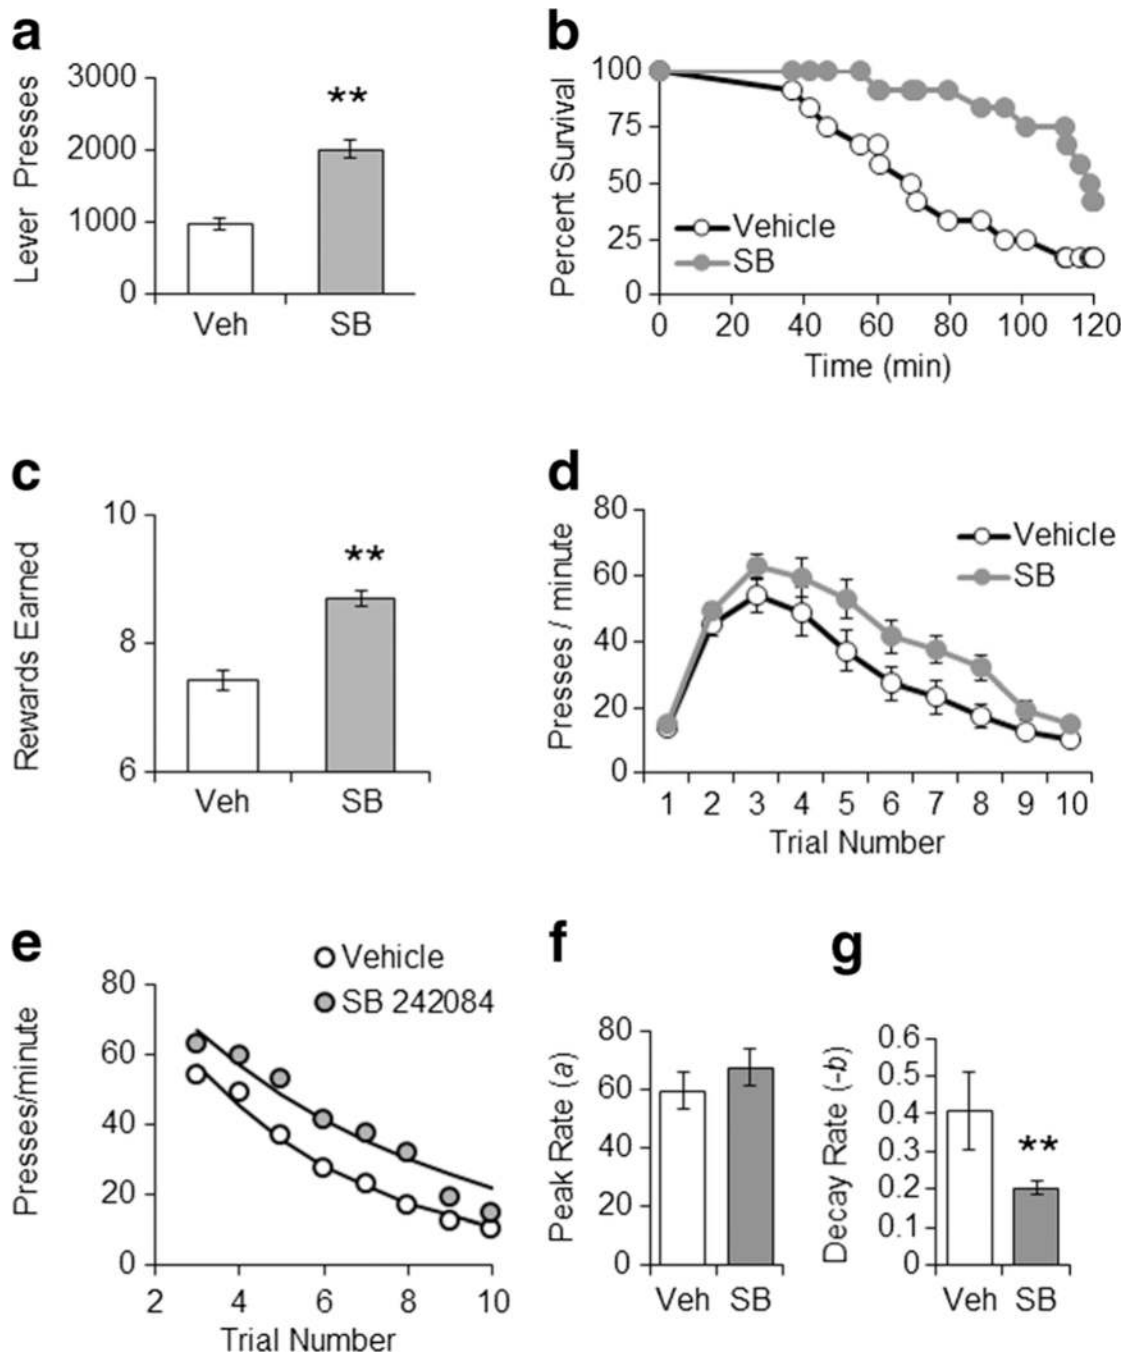 a
Lever Presses
3000
2000
1000
0
**
Veh SB
b
Percent Survival
100
75
50
25
0
Vehicle
SB
0 20 40 60 80 100 120
Time (min)
c
Rewards Earned
10
8
6
**
Veh SB
d
Presses / minute
80
60
40
20
0
Vehicle
SB
1 2 3 4 5 6 7 8 9 10
Trial Number
e
Presses/minute
80
60
40
20
0
Vehicle
SB 242084
2 4 6 8 10
Trial Number
f
Peak Rate (a)
80
60
40
20
0
Veh SB
g
Decay Rate (-b)
0.6
0.5
0.4
0.3
0.2
0.1
0
**
Veh SB